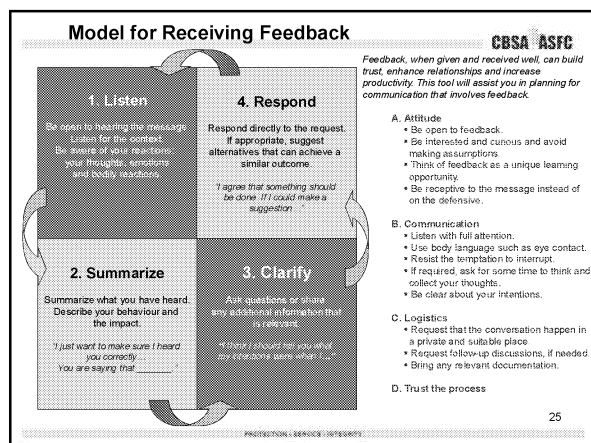 Model for Receiving Feedback
CBSA ASFC
Feedback, when given and received well, can build
trust, enhance relationships and increase
productivity. This tool will assist you in planning for
communication that involves feedback.
1. Listen
Be open to hearing the message
Listen for the context.
Be aware of your reactions:
your thoughts, emotions
and bodily reactions.
4. Respond
Respond directly to the request.
If appropriate, suggest
alternatives that can achieve a
similar outcome.
"I agree that something should
be done. If I could make a
suggestion..."
2. Summarize
Summarize what you have heard.
Describe your behaviour and
the impact.
"I just want to make sure I heard
you correctly...
You are saying that _______."
3. Clarify
Ask questions or share
any additional information that
is relevant.
"I think I should tell you what
my intentions were when I…"
A. Attitude
• Be open to feedback.
• Be interested and curious and avoid
making assumptions.
• Think of feedback as a unique learning
opportunity.
• Be receptive to the message instead of
on the defensive.
B. Communication
• Listen with full attention.
• Use body language such as eye contact.
• Resist the temptation to interrupt.
• If required, ask for some time to think and
collect your thoughts.
• Be clear about your intentions.
C. Logistics
• Request that the conversation happen in
a private and suitable place.
• Request follow-up discussions, if needed.
• Bring any relevant documentation.
D. Trust the process
25
PROTECTION • SERVICE • INTEGRITY